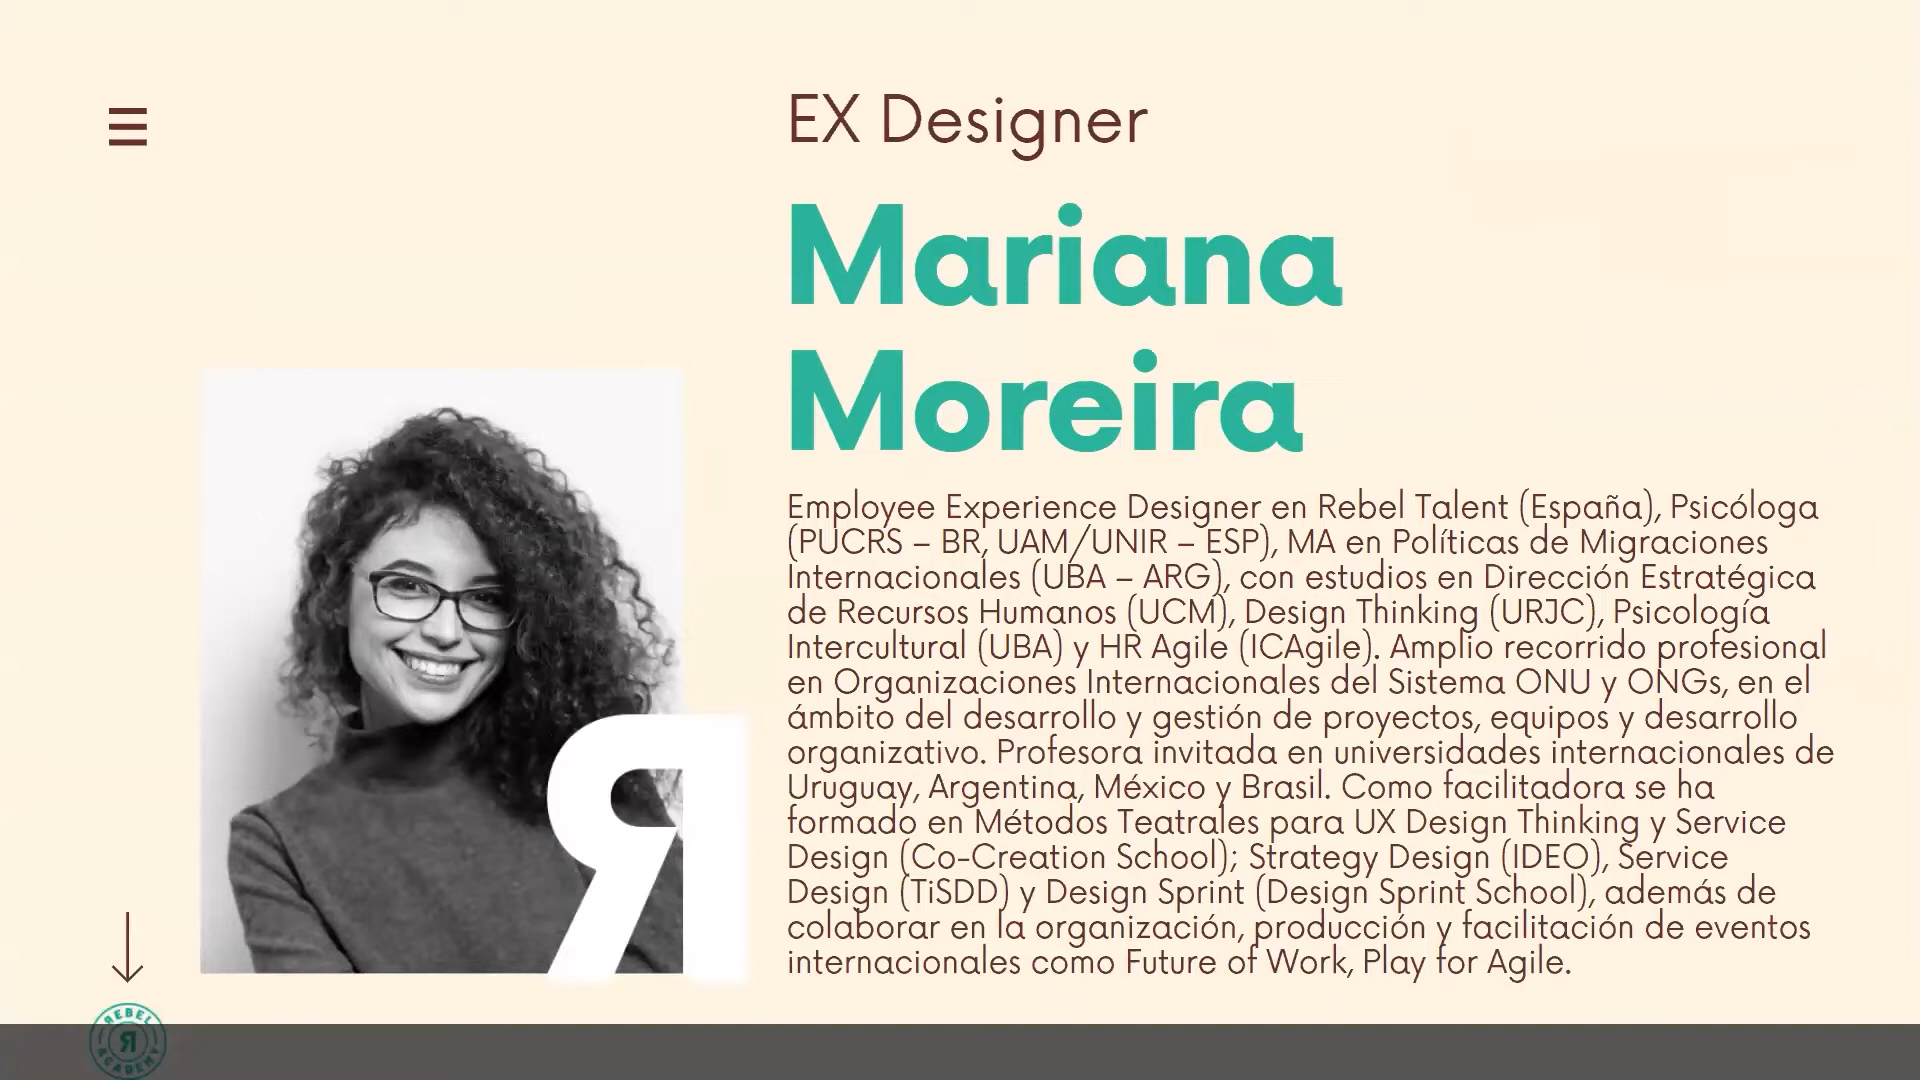 EX Designer
Mariana
Moreira
Employee Experience Designer en Rebel Talent (España), Psicóloga
(PUCRS – BR, UAM/UNIR – ESP), MA en Políticas de Migraciones
Internacionales (UBA – ARG), con estudios en Dirección Estratégica
de Recursos Humanos (UCM), Design Thinking (URJC), Psicología
Intercultural (UBA) y HR Agile (ICAgile). Amplio recorrido profesional
en Organizaciones Internacionales del Sistema ONU y ONGs, en el
ámbito del desarrollo y gestión de proyectos, equipos y desarrollo
organizativo. Profesora invitada en universidades internacionales de
Uruguay, Argentina, México y Brasil. Como facilitadora se ha
formado en Métodos Teatrales para UX Design Thinking y Service
Design (Co-Creation School); Strategy Design (IDEO), Service
Design (TiSDD) y Design Sprint (Design Sprint School), además de
colaborar en la organización, producción y facilitación de eventos
internacionales como Future of Work, Play for Agile.
Я
REBEL
Я
ACADEMY